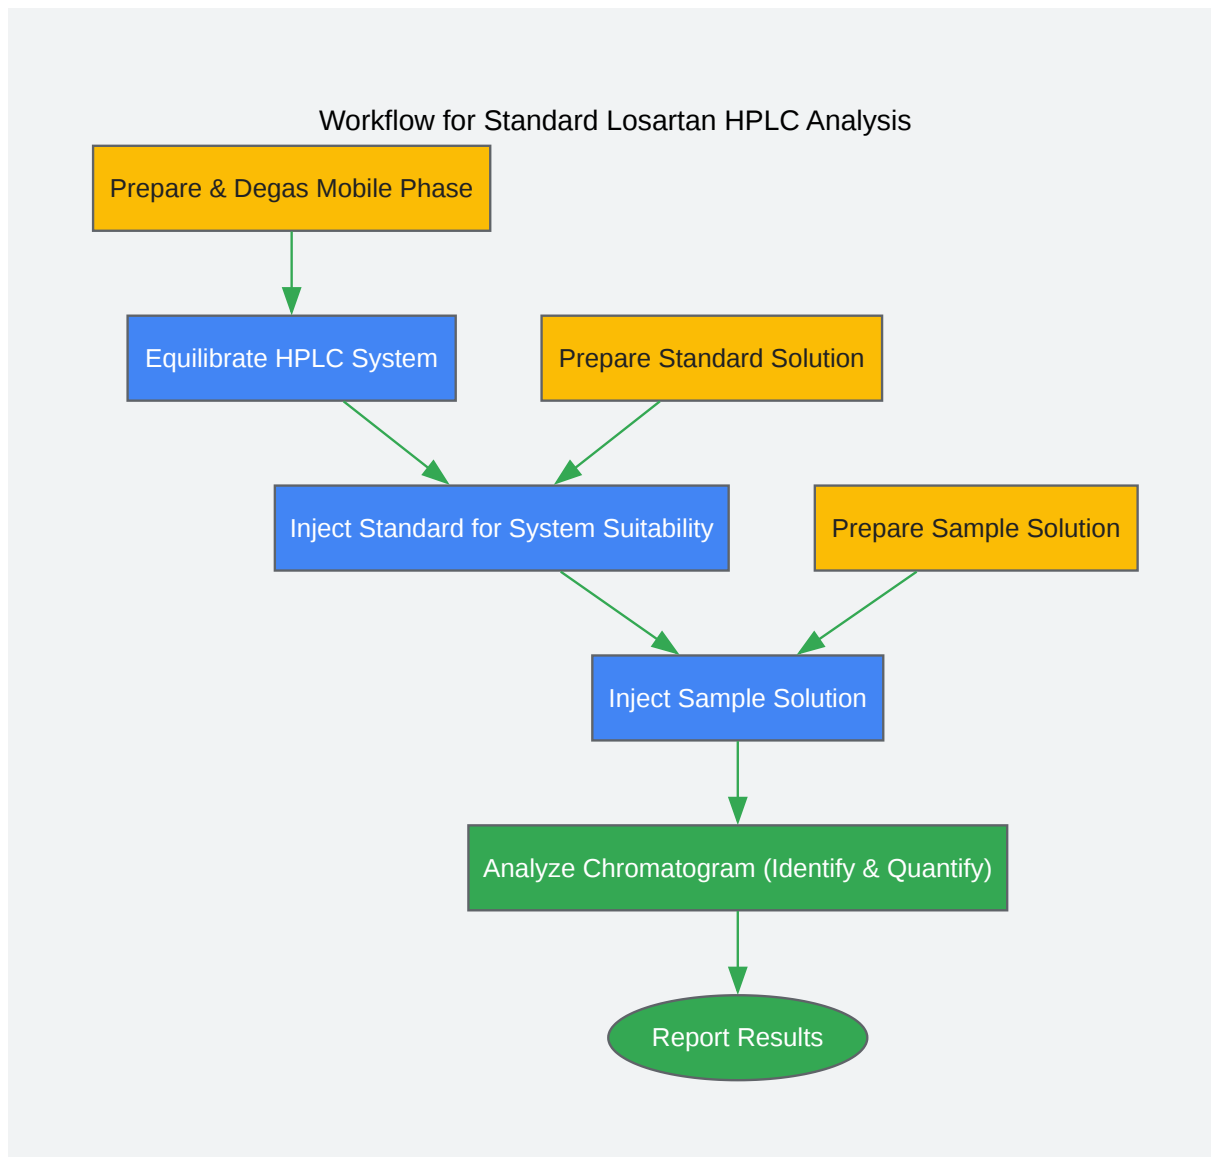 Workflow for Standard Losartan HPLC Analysis
Prepare & Degas Mobile Phase
Equilibrate HPLC System
Prepare Standard Solution
Inject Standard for System Suitability
Prepare Sample Solution
Inject Sample Solution
Analyze Chromatogram (Identify & Quantify)
Report Results